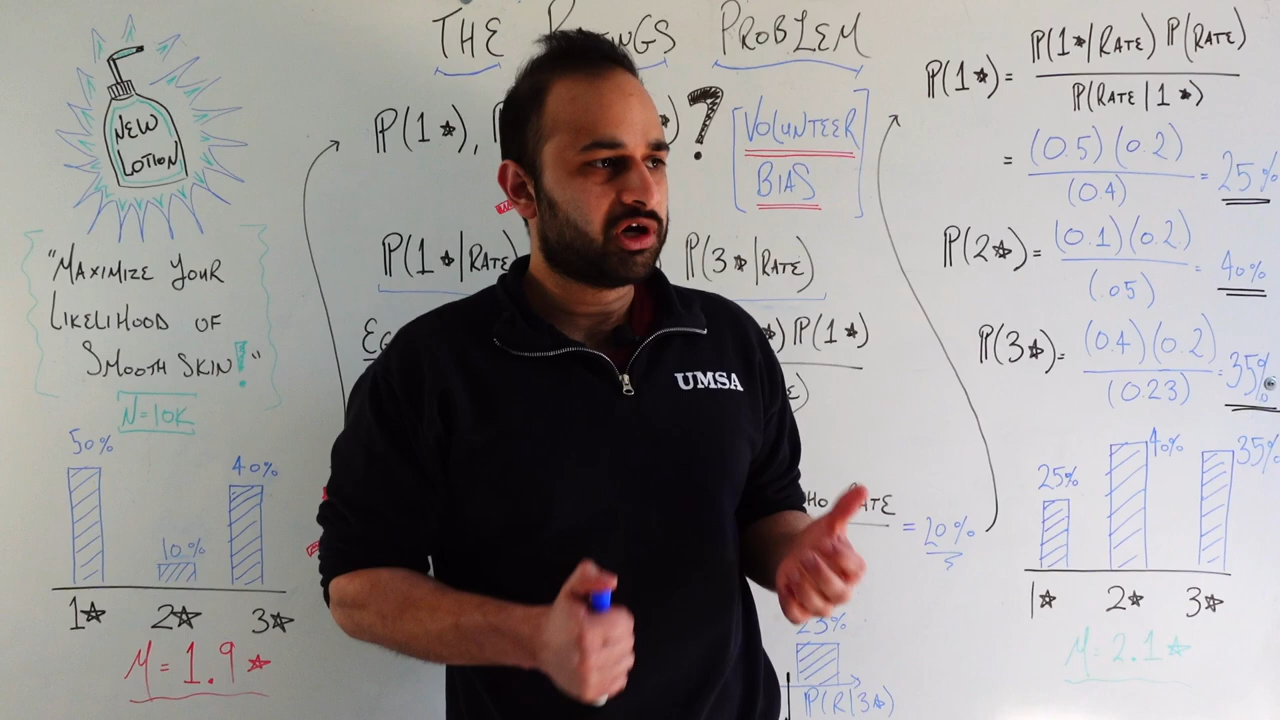 THE PROBLEM
NEW
LOTION
"MAXIMIZE YOUR
LIKELIHOOD OF
SMOOTH SKIN!"
N=10K
50%
10%
40%
1★ 2★ 3★
M=1.9★
P(1★), ★) ?
VOLUNTEER
BIAS
P(1★|RATE) P(3★|RATE)
★) P(1★)
RATE = 20%
23%
P(R|3★)
UMSA
P(1★) = P(1★|RATE) P(RATE)
P(RATE|1★)
= (0.5)(0.2)
(0.4) = 25%
P(2★) = (0.1)(0.2)
(.05) = 40%
P(3★) = (0.4)(0.2)
(0.23) = 35%
25%
40%
35%
1★ 2★ 3★
M=2.1★